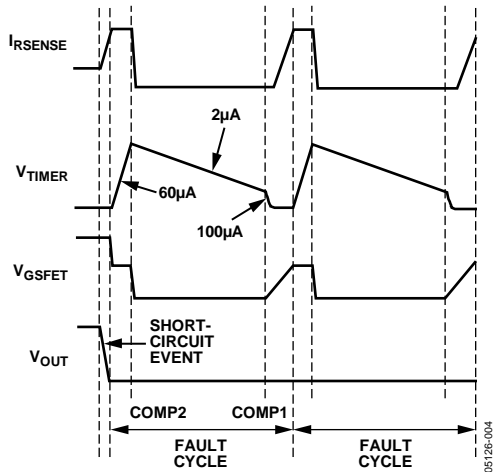 IRSENSE
2µA
VTIMER
60µA
100µA
VGSFET
SHORT-
CIRCUIT
EVENT
VOUT
COMP2
COMP1
FAULT
CYCLE
FAULT
CYCLE
05126-004